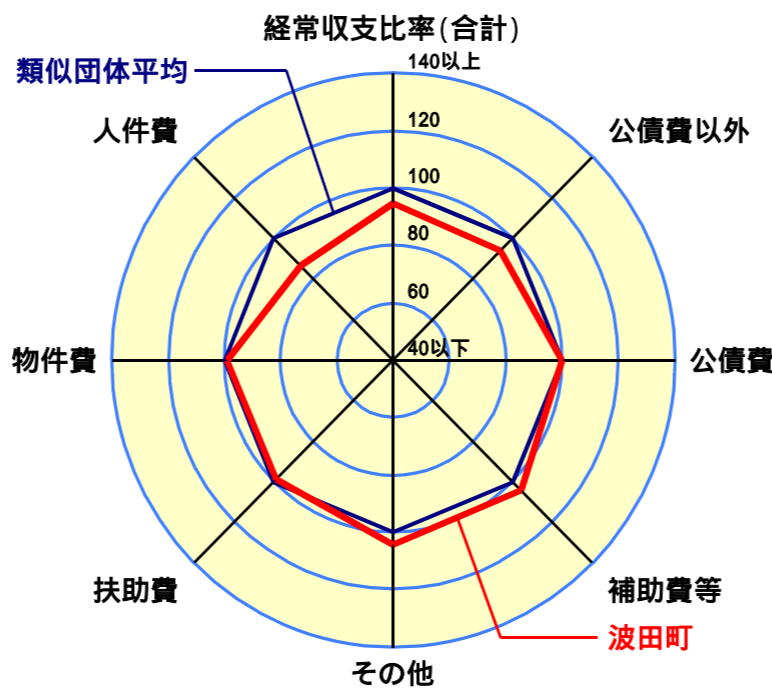 経常収支比率(合計)
類似団体平均
140以上
人件費
120
公債費以外
100
80
60
物件費
40以下
公債費
扶助費
補助費等
波田町
その他